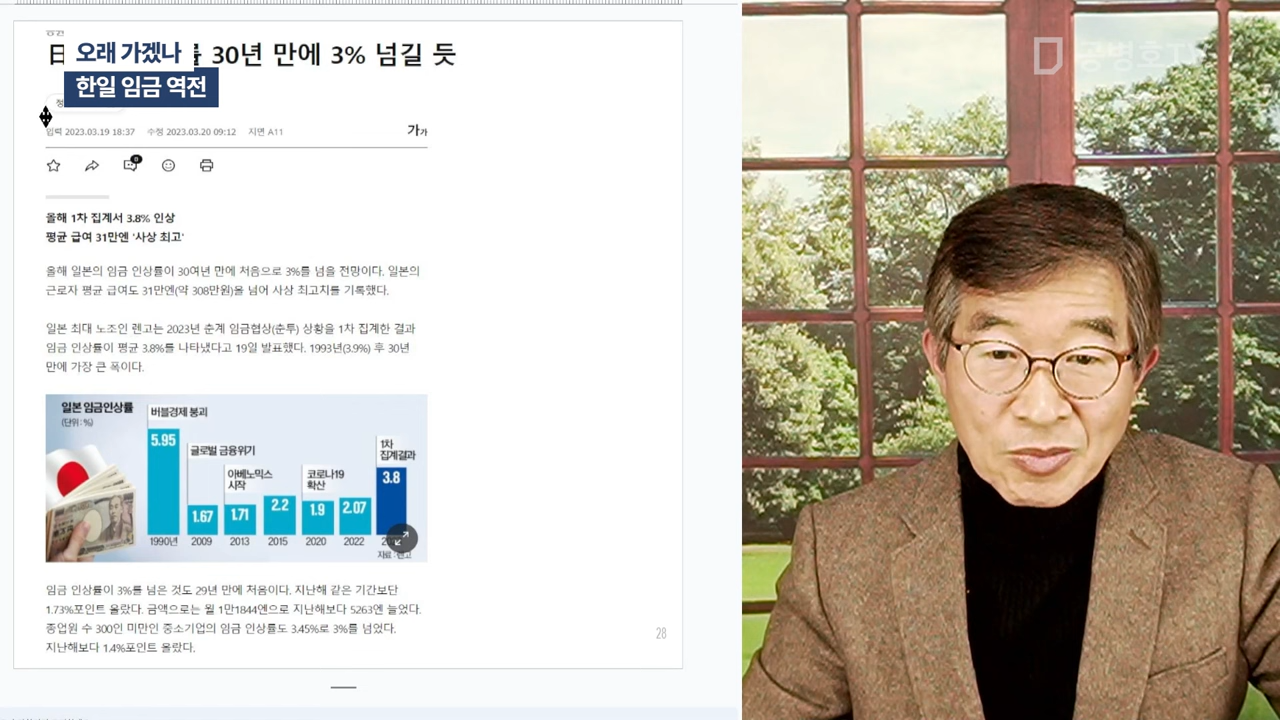 日
오래 가겠나
한일 임금 역전
30년 만에 3% 넘길 듯
입력 2023.03.19 18:37 수정 2023.03.20 09:12 지면 A11
가가
0
올해 1차 집계서 3.8% 인상
평균 급여 31만엔 '사상 최고'
올해 일본의 임금 인상률이 30여년 만에 처음으로 3%를 넘을 전망이다. 일본의
근로자 평균 급여도 31만엔(약 308만원)을 넘어 사상 최고치를 기록했다.
일본 최대 노조인 렌고는 2023년 춘계 임금협상(춘투) 상황을 1차 집계한 결과
임금 인상률이 평균 3.8%를 나타냈다고 19일 발표했다. 1993년(3.9%) 후 30년
만에 가장 큰 폭이다.
일본 임금인상률
(단위:%)
버블경제 붕괴
글로벌 금융위기
아베노믹스
시작
코로나19
확산
1차
집계결과
5.95
1.67
1.71
2.2
1.9
2.07
3.8
1990년 2009 2013 2015 2020 2022
자료:렌고
임금 인상률이 3%를 넘은 것도 29년 만에 처음이다. 지난해 같은 기간보단
1.73%포인트 올랐다. 금액으로는 월 1만1844엔으로 지난해보다 5263엔 늘었다.
종업원 수 300인 미만인 중소기업의 임금 인상률도 3.45%로 3%를 넘었다.
지난해보다 1.4%포인트 올랐다.
28
공병호TV